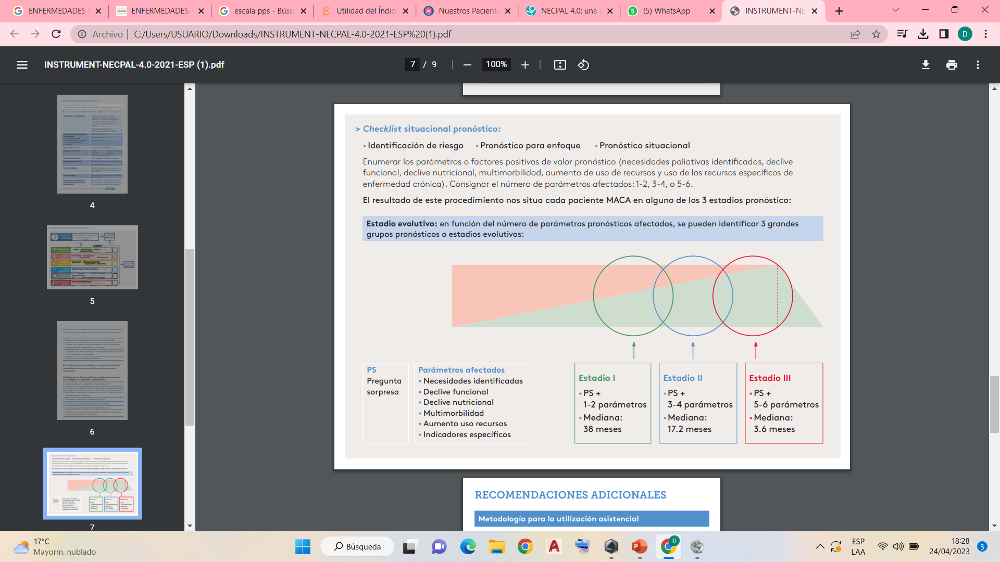 ENFERMEDADES
ENFERMEDADES-
escala pps - Búsq
Utilidad del Índice
Nuestros Paciente
NECPAL 4.0: una
(5) WhatsApp
INSTRUMENT-NE
Archivo
C:/Users/USUARIO/Downloads/INSTRUMENT-NECPAL-4.0-2021-ESP%20(1).pdf
D
INSTRUMENT-NECPAL-4.0-2021-ESP (1).pdf
7 / 9
100%
4
5
6
7
> Checklist situacional pronóstico:
• Identificación de riesgo • Pronóstico para enfoque • Pronóstico situacional
Enumerar los parámetros o factores positivos de valor pronóstico (necesidades paliativas identificadas, declive
funcional, declive nutricional, multimorbilidad, aumento de uso de recursos y uso de los recursos específicos de
enfermedad crónica). Consignar el número de parámetros afectados: 1-2, 3-4, o 5-6.
El resultado de este procedimiento nos situa cada paciente MACA en alguno de los 3 estadios pronóstico:
Estadio evolutivo: en función del número de parámetros pronósticos afectados, se pueden identificar 3 grandes
grupos pronósticos o estadios evolutivos:
PS
Pregunta
sorpresa
Parámetros afectados
• Necesidades identificadas
• Declive funcional
• Declive nutricional
• Multimorbilidad
• Aumento uso recursos
• Indicadores específicos
Estadio I
• PS +
1-2 parámetros
• Mediana:
38 meses
Estadio II
• PS +
3-4 parámetros
• Mediana:
17.2 meses
Estadio III
• PS +
5-6 parámetros
• Mediana:
3.6 meses
RECOMENDACIONES ADICIONALES
Metodología para la utilización asistencial
17°C
Mayorm. nublado
Búsqueda
ESP
LAA
18:28
24/04/2023
3